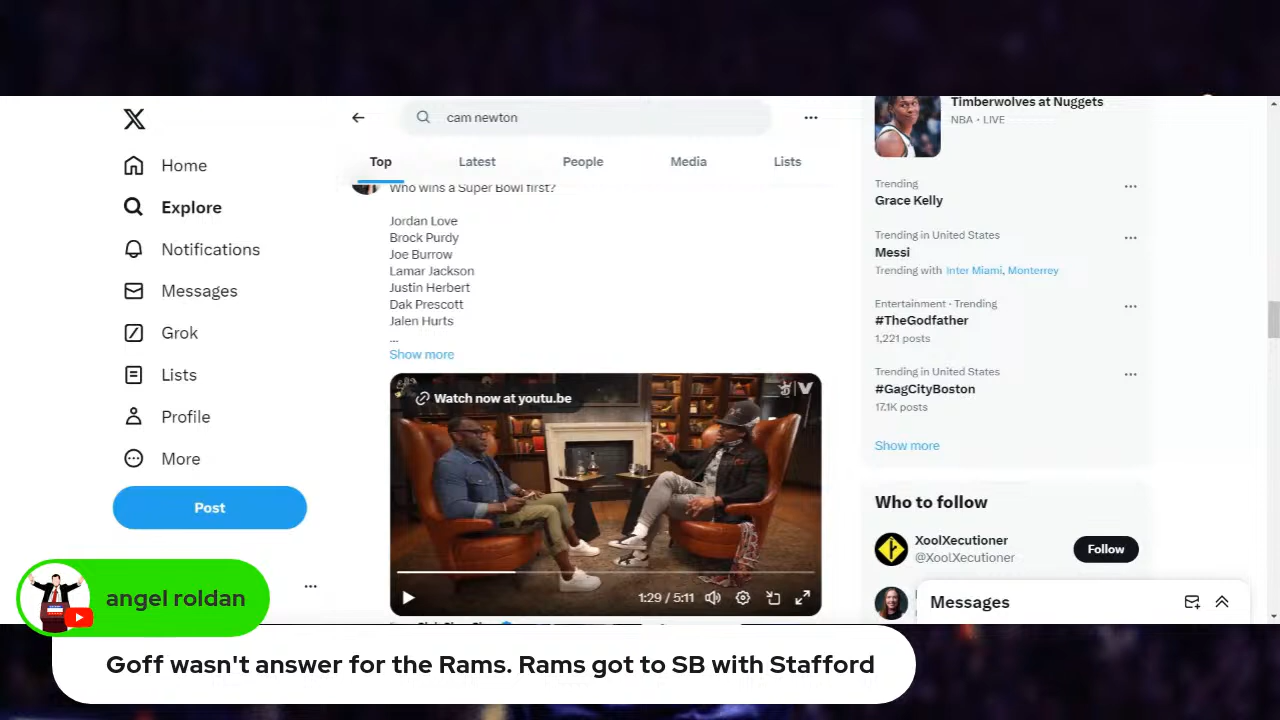 cam newton
Top Latest People Media Lists
Home
Explore
Notifications
Messages
Grok
Lists
Profile
More
Post
Who wins a Super Bowl first?
Jordan Love
Brock Purdy
Joe Burrow
Lamar Jackson
Justin Herbert
Dak Prescott
Jalen Hurts
...
Show more
Watch now at youtu.be
1:29 / 5:11
Timberwolves at Nuggets
NBA · LIVE
Trending
Grace Kelly
Trending in United States
Messi
Trending with Inter Miami, Monterrey
Entertainment · Trending
#TheGodfather
1,221 posts
Trending in United States
#GagCityBoston
17.1K posts
Show more
Who to follow
XoolXecutioner
@XoolXecutioner
Follow
Messages
angel roldan
Goff wasn't answer for the Rams. Rams got to SB with Stafford